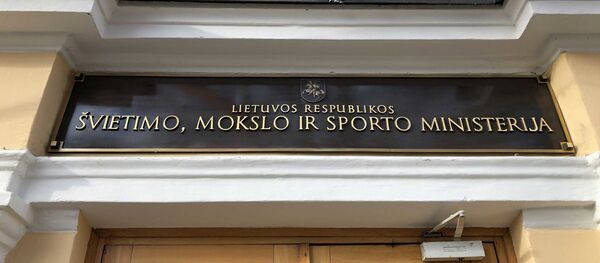 LIETUVOS RESPUBLIKOS
ŠVIETIMO, MOKSLO IR SPORTO MINISTERIJA